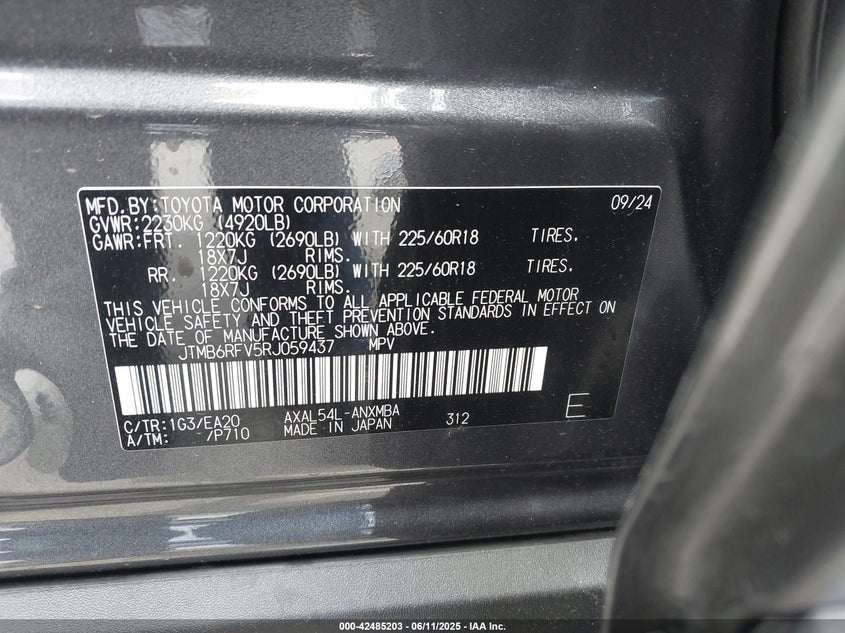 MFD.BY:TOYOTA MOTOR CORPORATION 09/24
GVWR:2230KG (4920LB)
GAWR:FRT. 1220KG (2690LB) WITH 225/60R18 TIRES.
18X7J RIMS.
RR. 1220KG (2690LB) WITH 225/60R18 TIRES.
18X7J RIMS.
THIS VEHICLE CONFORMS TO ALL APPLICABLE FEDERAL MOTOR
VEHICLE SAFETY AND THEFT PREVENTION STANDARDS IN EFFECT ON
THE DATE OF MANUFACTURE SHOWN ABOVE.
JTMB6RFV5RJ059437 MPV
C/TR:1G3/EA20 AXAL54L-ANXMBA 312 E
A/TM: /P710 MADE IN JAPAN
000-42485203 - 06/11/2025 - IAA Inc.